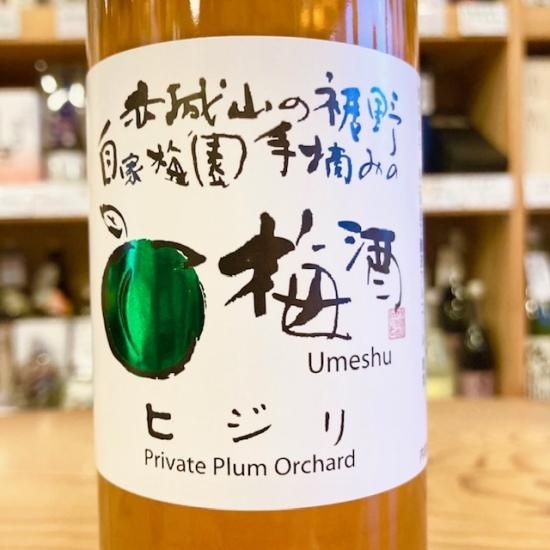 赤城山の裾野
自家梅園手摘みの
梅酒
Umeshu
ヒジリ
Private Plum Orchard